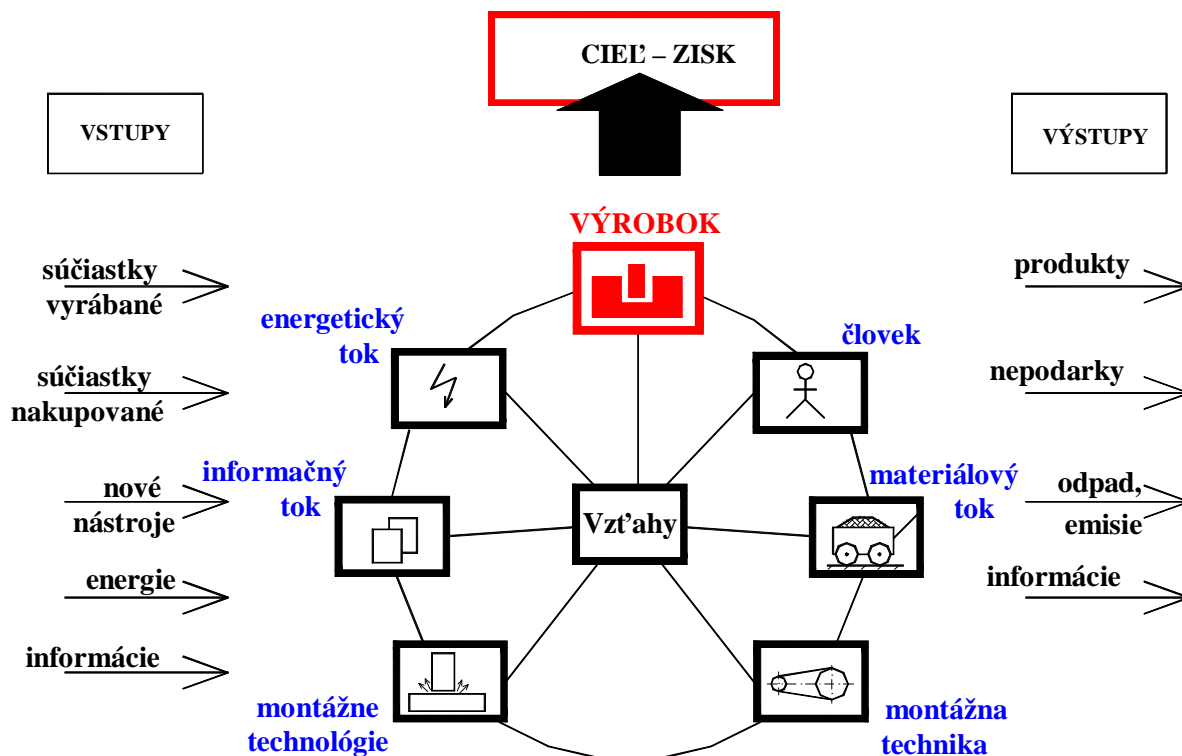 CIEĽ – ZISK
VSTUPY
VÝSTUPY
VÝROBOK
súčiastky
vyrábané
súčiastky
nakupované
nové
nástroje
energie
informácie
energetický
tok
informačný
tok
montážne
technológie
Vzťahy
človek
materiálový
tok
montážna
technika
produkty
nepodarky
odpad,
emisie
informácie